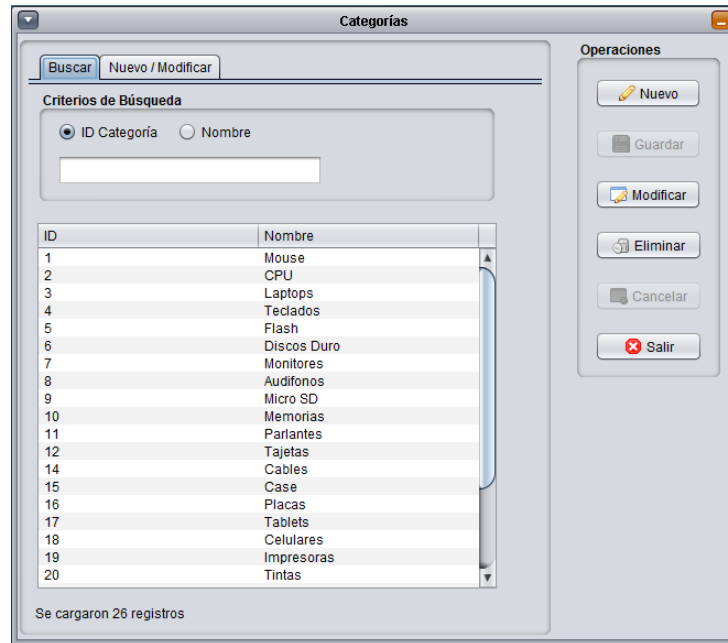 Categorías
Buscar Nuevo / Modificar
Criterios de Búsqueda
ID Categoría Nombre
ID Nombre
1 Mouse
2 CPU
3 Laptops
4 Teclados
5 Flash
6 Discos Duro
7 Monitores
8 Audifonos
9 Micro SD
10 Memorias
11 Parlantes
12 Tajetas
14 Cables
15 Case
16 Placas
17 Tablets
18 Celulares
19 Impresoras
20 Tintas
Se cargaron 26 registros
Operaciones
Nuevo
Guardar
Modificar
Eliminar
Cancelar
Salir